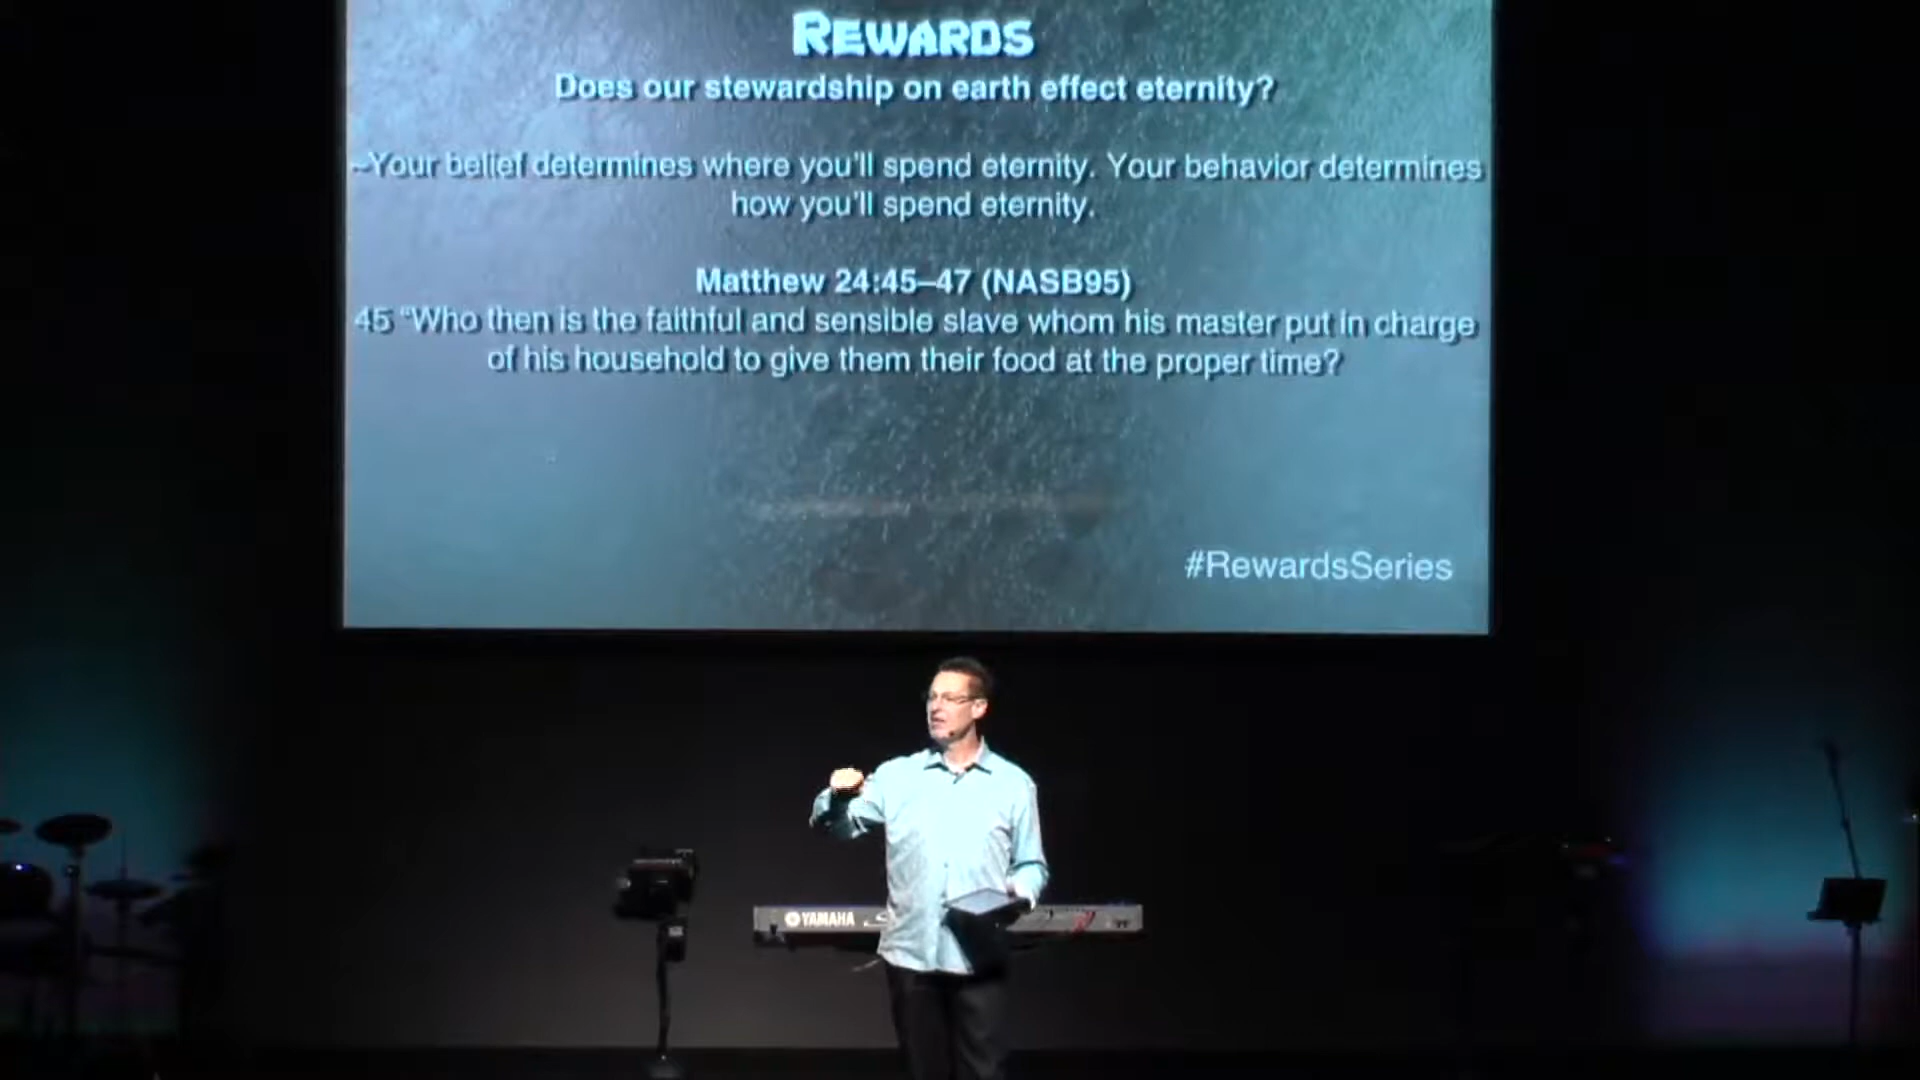 REWARDS
Does our stewardship on earth effect eternity?
~Your belief determines where you'll spend eternity. Your behavior determines
how you'll spend eternity.
Matthew 24:45–47 (NASB95)
45 "Who then is the faithful and sensible slave whom his master put in charge
of his household to give them their food at the proper time?
#RewardsSeries
YAMAHA